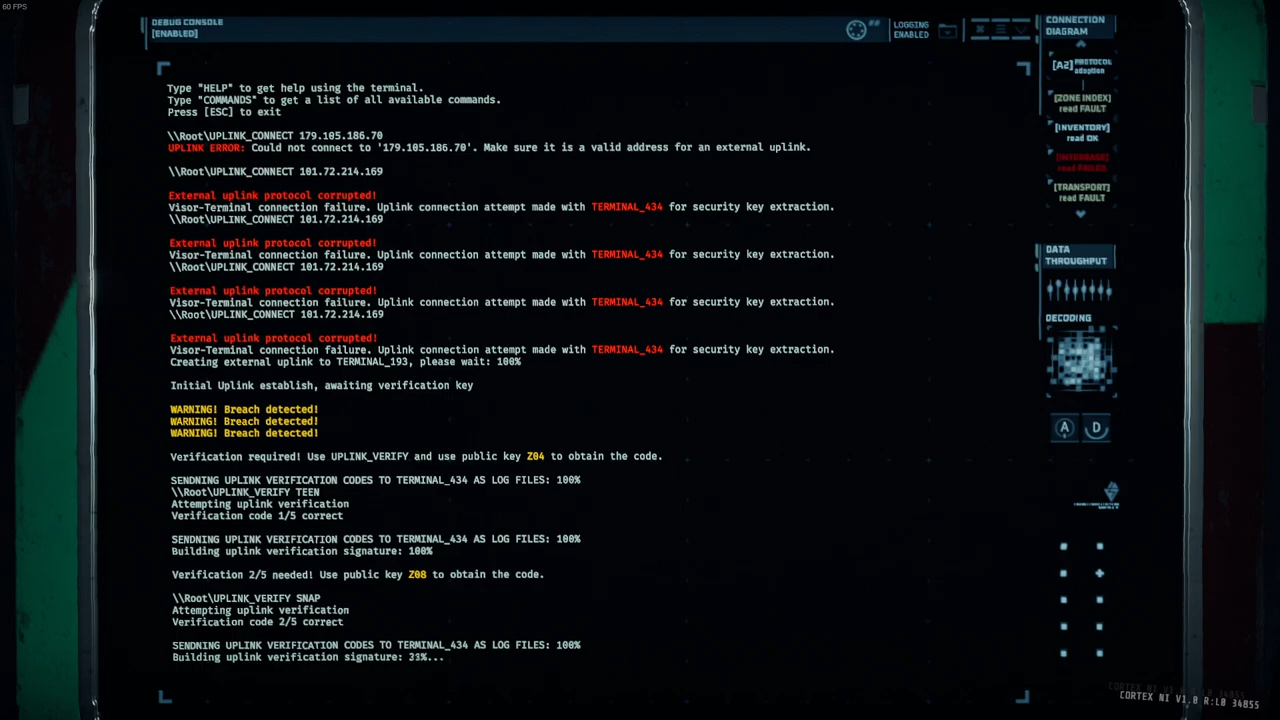 60 FPS
DEBUG CONSOLE
[ENABLED]
LOGGING
ENABLED
CONNECTION
DIAGRAM
[A2] PROTOCOL
adaption
[ZONE INDEX]
read FAULT
[INVENTORY]
read OK
read FAILED
[TRANSPORT]
read FAULT
DATA
THROUGHPUT
DECODING
A D
Type "HELP" to get help using the terminal.
Type "COMMANDS" to get a list of all available commands.
Press [ESC] to exit
\\Root\UPLINK_CONNECT 179.105.186.70
UPLINK ERROR: Could not connect to '179.105.186.70'. Make sure it is a valid address for an external uplink.
\\Root\UPLINK_CONNECT 101.72.214.169
External uplink protocol corrupted!
Visor-Terminal connection failure. Uplink connection attempt made with TERMINAL_434 for security key extraction.
\\Root\UPLINK_CONNECT 101.72.214.169
External uplink protocol corrupted!
Visor-Terminal connection failure. Uplink connection attempt made with TERMINAL_434 for security key extraction.
\\Root\UPLINK_CONNECT 101.72.214.169
External uplink protocol corrupted!
Visor-Terminal connection failure. Uplink connection attempt made with TERMINAL_434 for security key extraction.
\\Root\UPLINK_CONNECT 101.72.214.169
External uplink protocol corrupted!
Visor-Terminal connection failure. Uplink connection attempt made with TERMINAL_434 for security key extraction.
Creating external uplink to TERMINAL_193, please wait: 100%
Initial Uplink establish, awaiting verification key
WARNING! Breach detected!
WARNING! Breach detected!
WARNING! Breach detected!
Verification required! Use UPLINK_VERIFY and use public key Z04 to obtain the code.
SENDNING UPLINK VERIFICATION CODES TO TERMINAL_434 AS LOG FILES: 100%
\\Root\UPLINK_VERIFY TEEN
Attempting uplink verification
Verification code 1/5 correct
SENDNING UPLINK VERIFICATION CODES TO TERMINAL_434 AS LOG FILES: 100%
Building uplink verification signature: 100%
Verification 2/5 needed! Use public key Z08 to obtain the code.
\\Root\UPLINK_VERIFY SNAP
Attempting uplink verification
Verification code 2/5 correct
SENDNING UPLINK VERIFICATION CODES TO TERMINAL_434 AS LOG FILES: 100%
Building uplink verification signature: 31%...
CORTEX NI V1.0 R:L0 34855